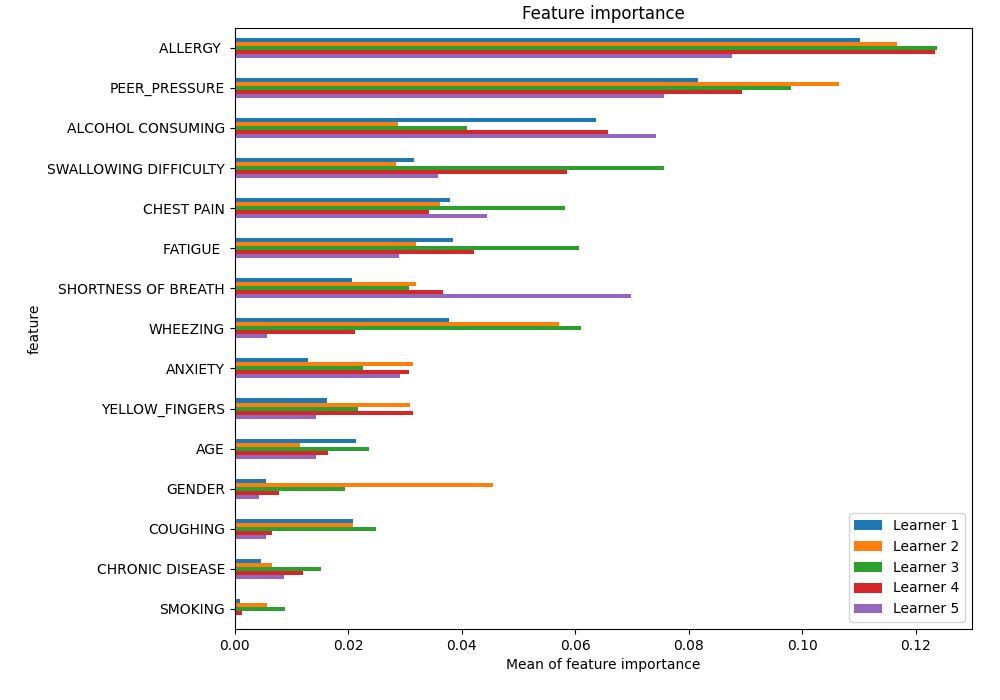 Feature importance
ALLERGY
PEER_PRESSURE
ALCOHOL CONSUMING
SWALLOWING DIFFICULTY
CHEST PAIN
FATIGUE
SHORTNESS OF BREATH
WHEEZING
ANXIETY
YELLOW_FINGERS
AGE
GENDER
COUGHING
CHRONIC DISEASE
SMOKING
feature
Learner 1
Learner 2
Learner 3
Learner 4
Learner 5
0.00 0.02 0.04 0.06 0.08 0.10 0.12
Mean of feature importance